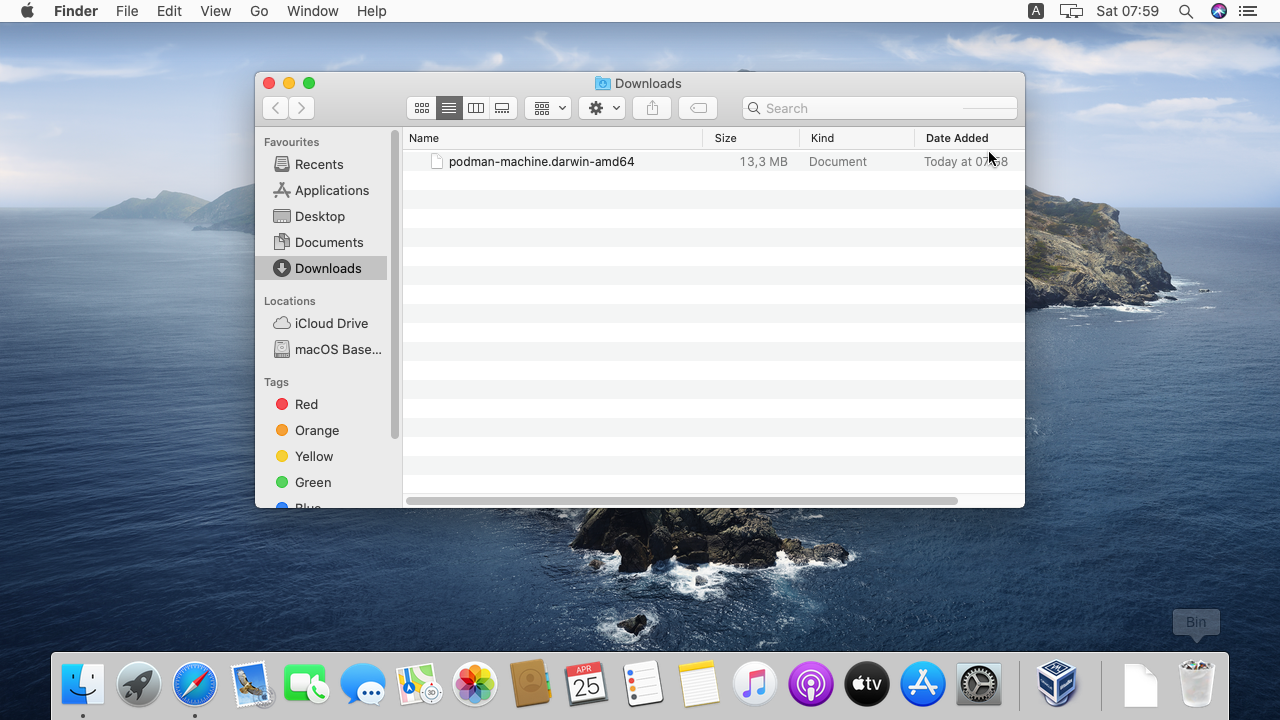 Finder File Edit View Go Window Help A Sat 07:59
Downloads
Search
Favourites
Recents
Applications
Desktop
Documents
Downloads
Locations
iCloud Drive
macOS Base...
Tags
Red
Orange
Yellow
Green
Blue
Name Size Kind Date Added
podman-machine.darwin-amd64 13,3 MB Document Today at 07:58
Bin
APR
25
tv